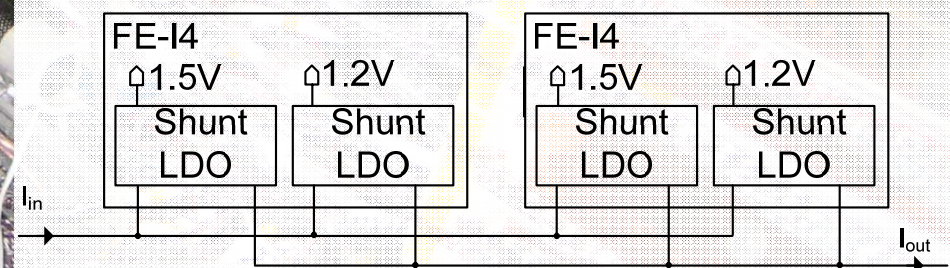 FE-I4
1.5V
1.2V
Shunt
LDO
Shunt
LDO
FE-I4
1.5V
1.2V
Shunt
LDO
Shunt
LDO
Iin
Iout